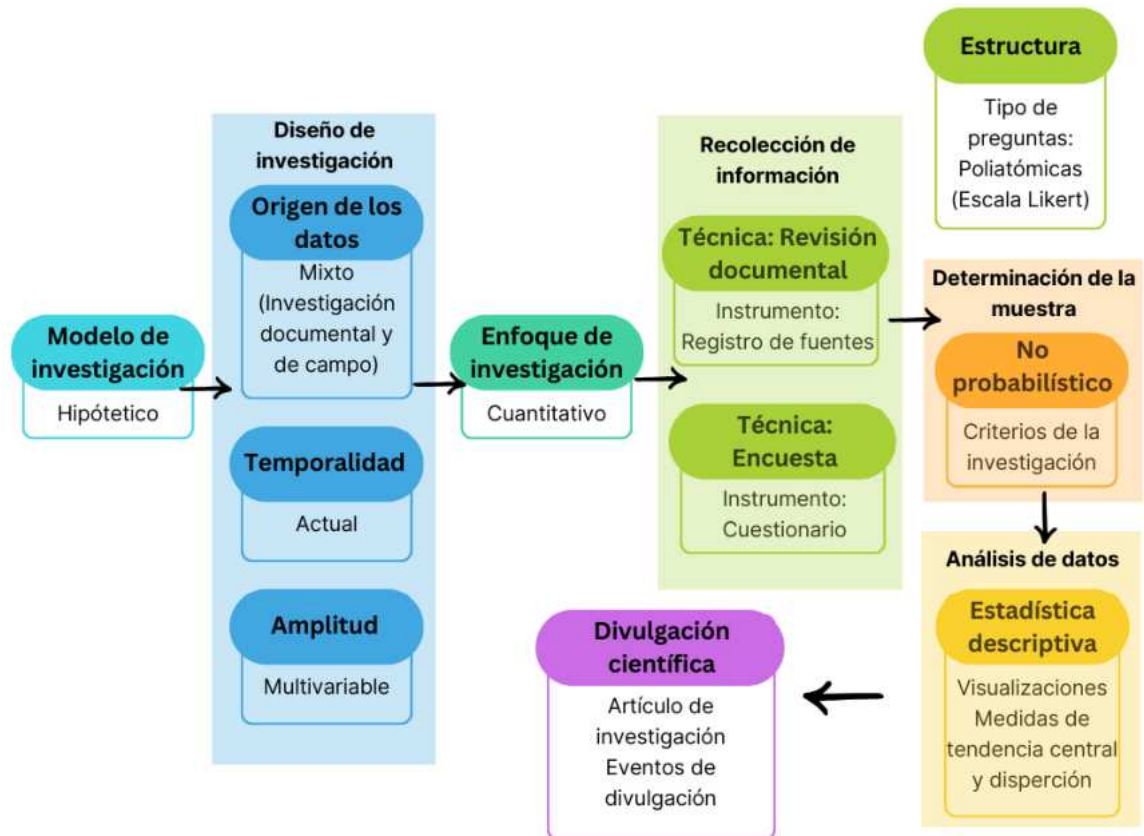 Modelo de
investigación
Hipótetico
Diseño de
investigación
Origen de los
datos
Mixto
(Investigación
documental y
de campo)
Temporalidad
Actual
Amplitud
Multivariable
Enfoque de
investigación
Cuantitativo
Recolección de
información
Técnica: Revisión
documental
Instrumento:
Registro de fuentes
Técnica:
Encuesta
Instrumento:
Cuestionario
Estructura
Tipo de
preguntas:
Poliatómicas
(Escala Likert)
Determinación de la
muestra
No
probabilístico
Criterios de la
investigación
Análisis de datos
Estadística
descriptiva
Visualizaciones
Medidas de
tendencia central
y disperción
Divulgación
científica
Artículo de
investigación
Eventos de
divulgación